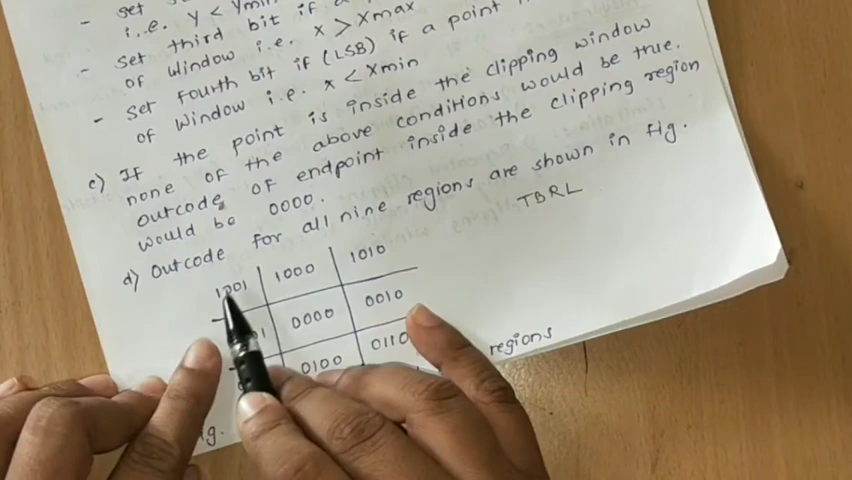 - set
i.e. Y < Ymin
- set third bit if a
of window i.e. x > Xmax
- set fourth bit if (LSB) if a point
of window i.e. x < Xmin
c) If the point is inside the clipping window
none of the above conditions would be true.
outcode of endpoint inside the clipping region
would be 0000.
d) Outcode for all nine regions are shown in fig.
TBRL
1001 1000 1010
0000 0010
0100 0110
regions